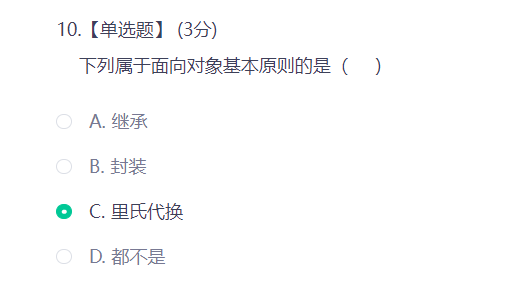 10.【单选题】 (3分)
下列属于面向对象基本原则的是（　　）
A. 继承
B. 封装
C. 里氏代换
D. 都不是